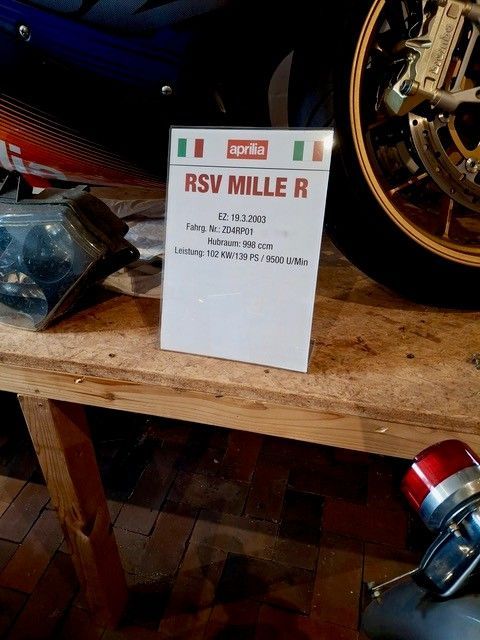 aprilia
RSV MILLE R
EZ: 19.3.2003
Fahrg. Nr.: ZD4RP01
Hubraum: 998 ccm
Leistung: 102 KW/139 PS / 9500 U/Min